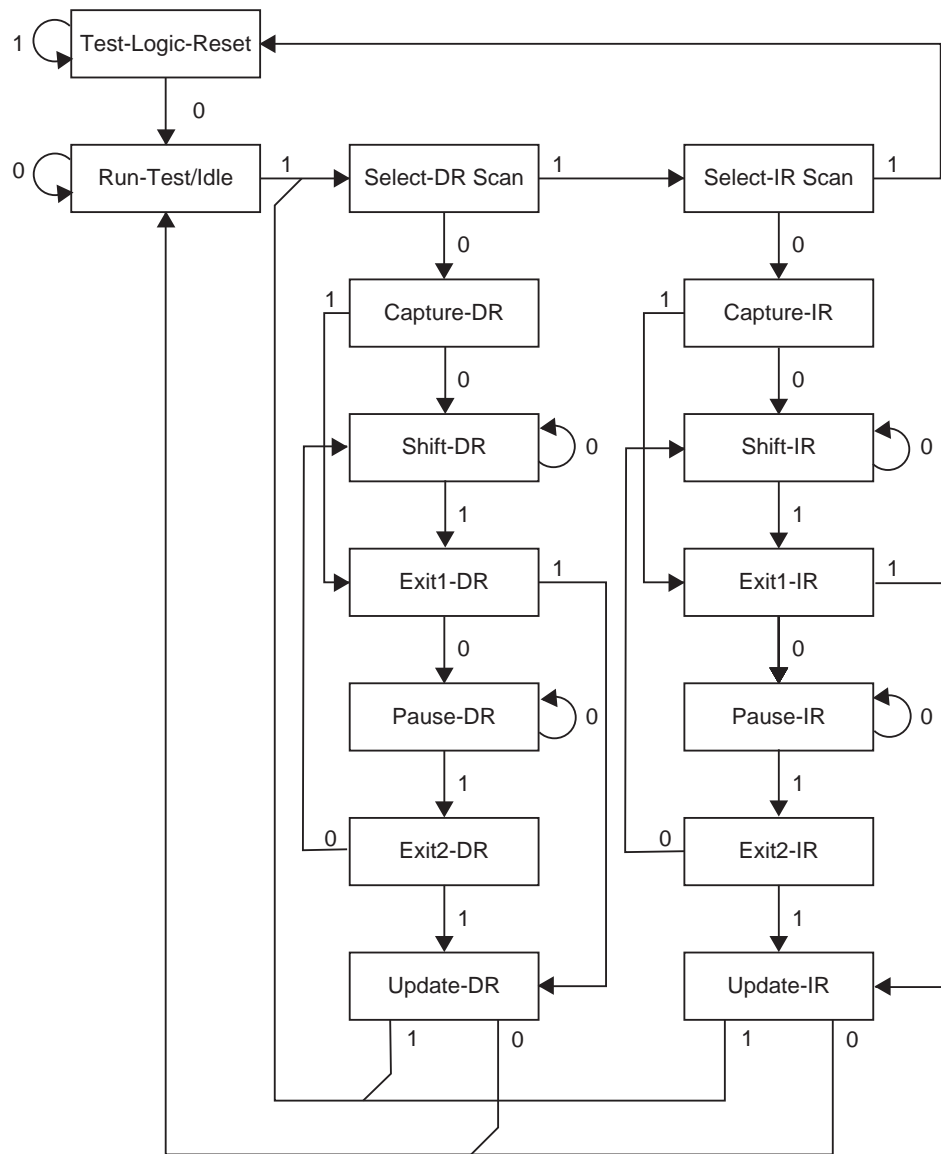 1 Test-Logic-Reset
0
0 Run-Test/Idle 1 Select-DR Scan 1 Select-IR Scan 1
0 0
1 Capture-DR 1 Capture-IR
0 0
Shift-DR 0 Shift-IR 0
1 1
Exit1-DR 1 Exit1-IR 1
0 0
Pause-DR 0 Pause-IR 0
1 1
0 Exit2-DR 0 Exit2-IR
1 1
Update-DR Update-IR
1 0 1 0